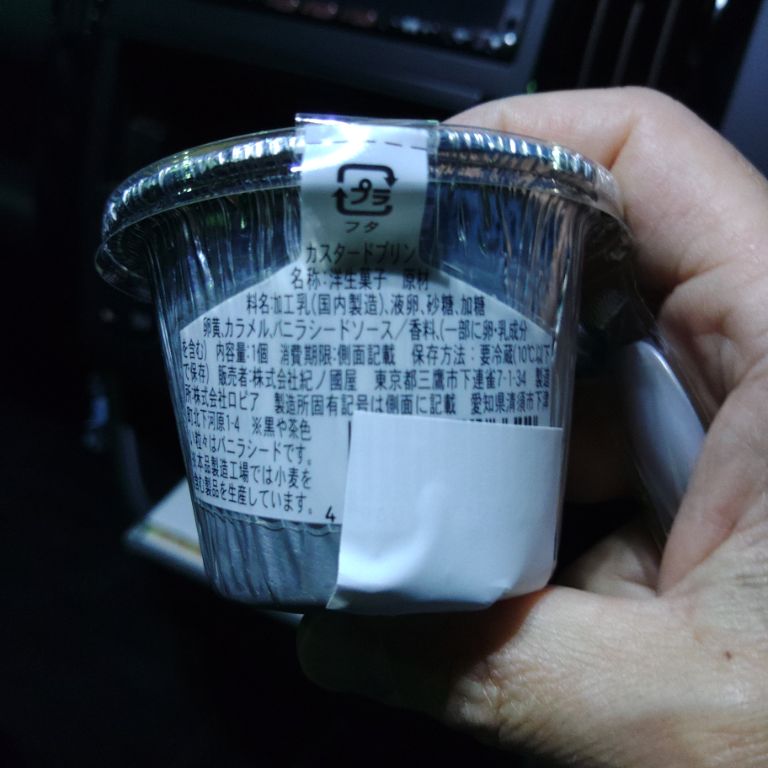 プラ
フタ
カスタードプリン
名称:洋生菓子 原材
料名:加工乳(国内製造)、液卵、砂糖、加糖
卵黄、カラメル、バニラシードソース/香料、(一部に卵・乳成分
を含む) 内容量:1個 消費期限:側面記載 保存方法:要冷蔵(10℃以下
で保存) 販売者:株式会社紀ノ國屋 東京都三鷹市下連雀7-1-34 製造
所:株式会社ロピア 製造所固有記号は側面に記載 愛知県清須市下津
町北下河原1-4 ※黒や茶色
い粒々はバニラシードです。
本品製造工場では小麦を
含む製品を生産しています。
4